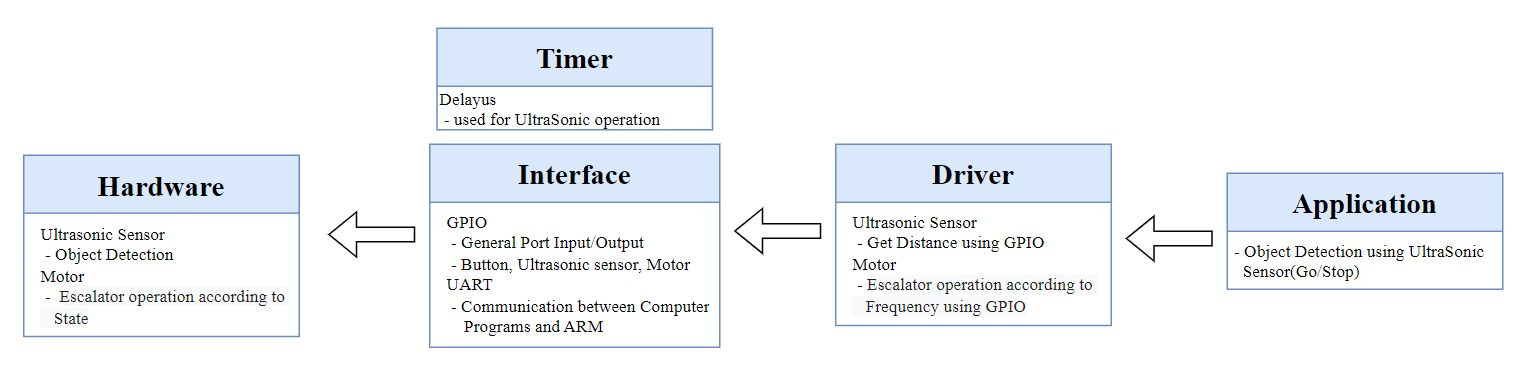 Timer
Delayus
- used for UltraSonic operation
Hardware
Ultrasonic Sensor
- Object Detection
Motor
- Escalator operation according to
State
Interface
GPIO
- General Port Input/Output
- Button, Ultrasonic sensor, Motor
UART
- Communication between Computer
Programs and ARM
Driver
Ultrasonic Sensor
- Get Distance using GPIO
Motor
- Escalator operation according to
Frequency using GPIO
Application
- Object Detection using UltraSonic
Sensor(Go/Stop)